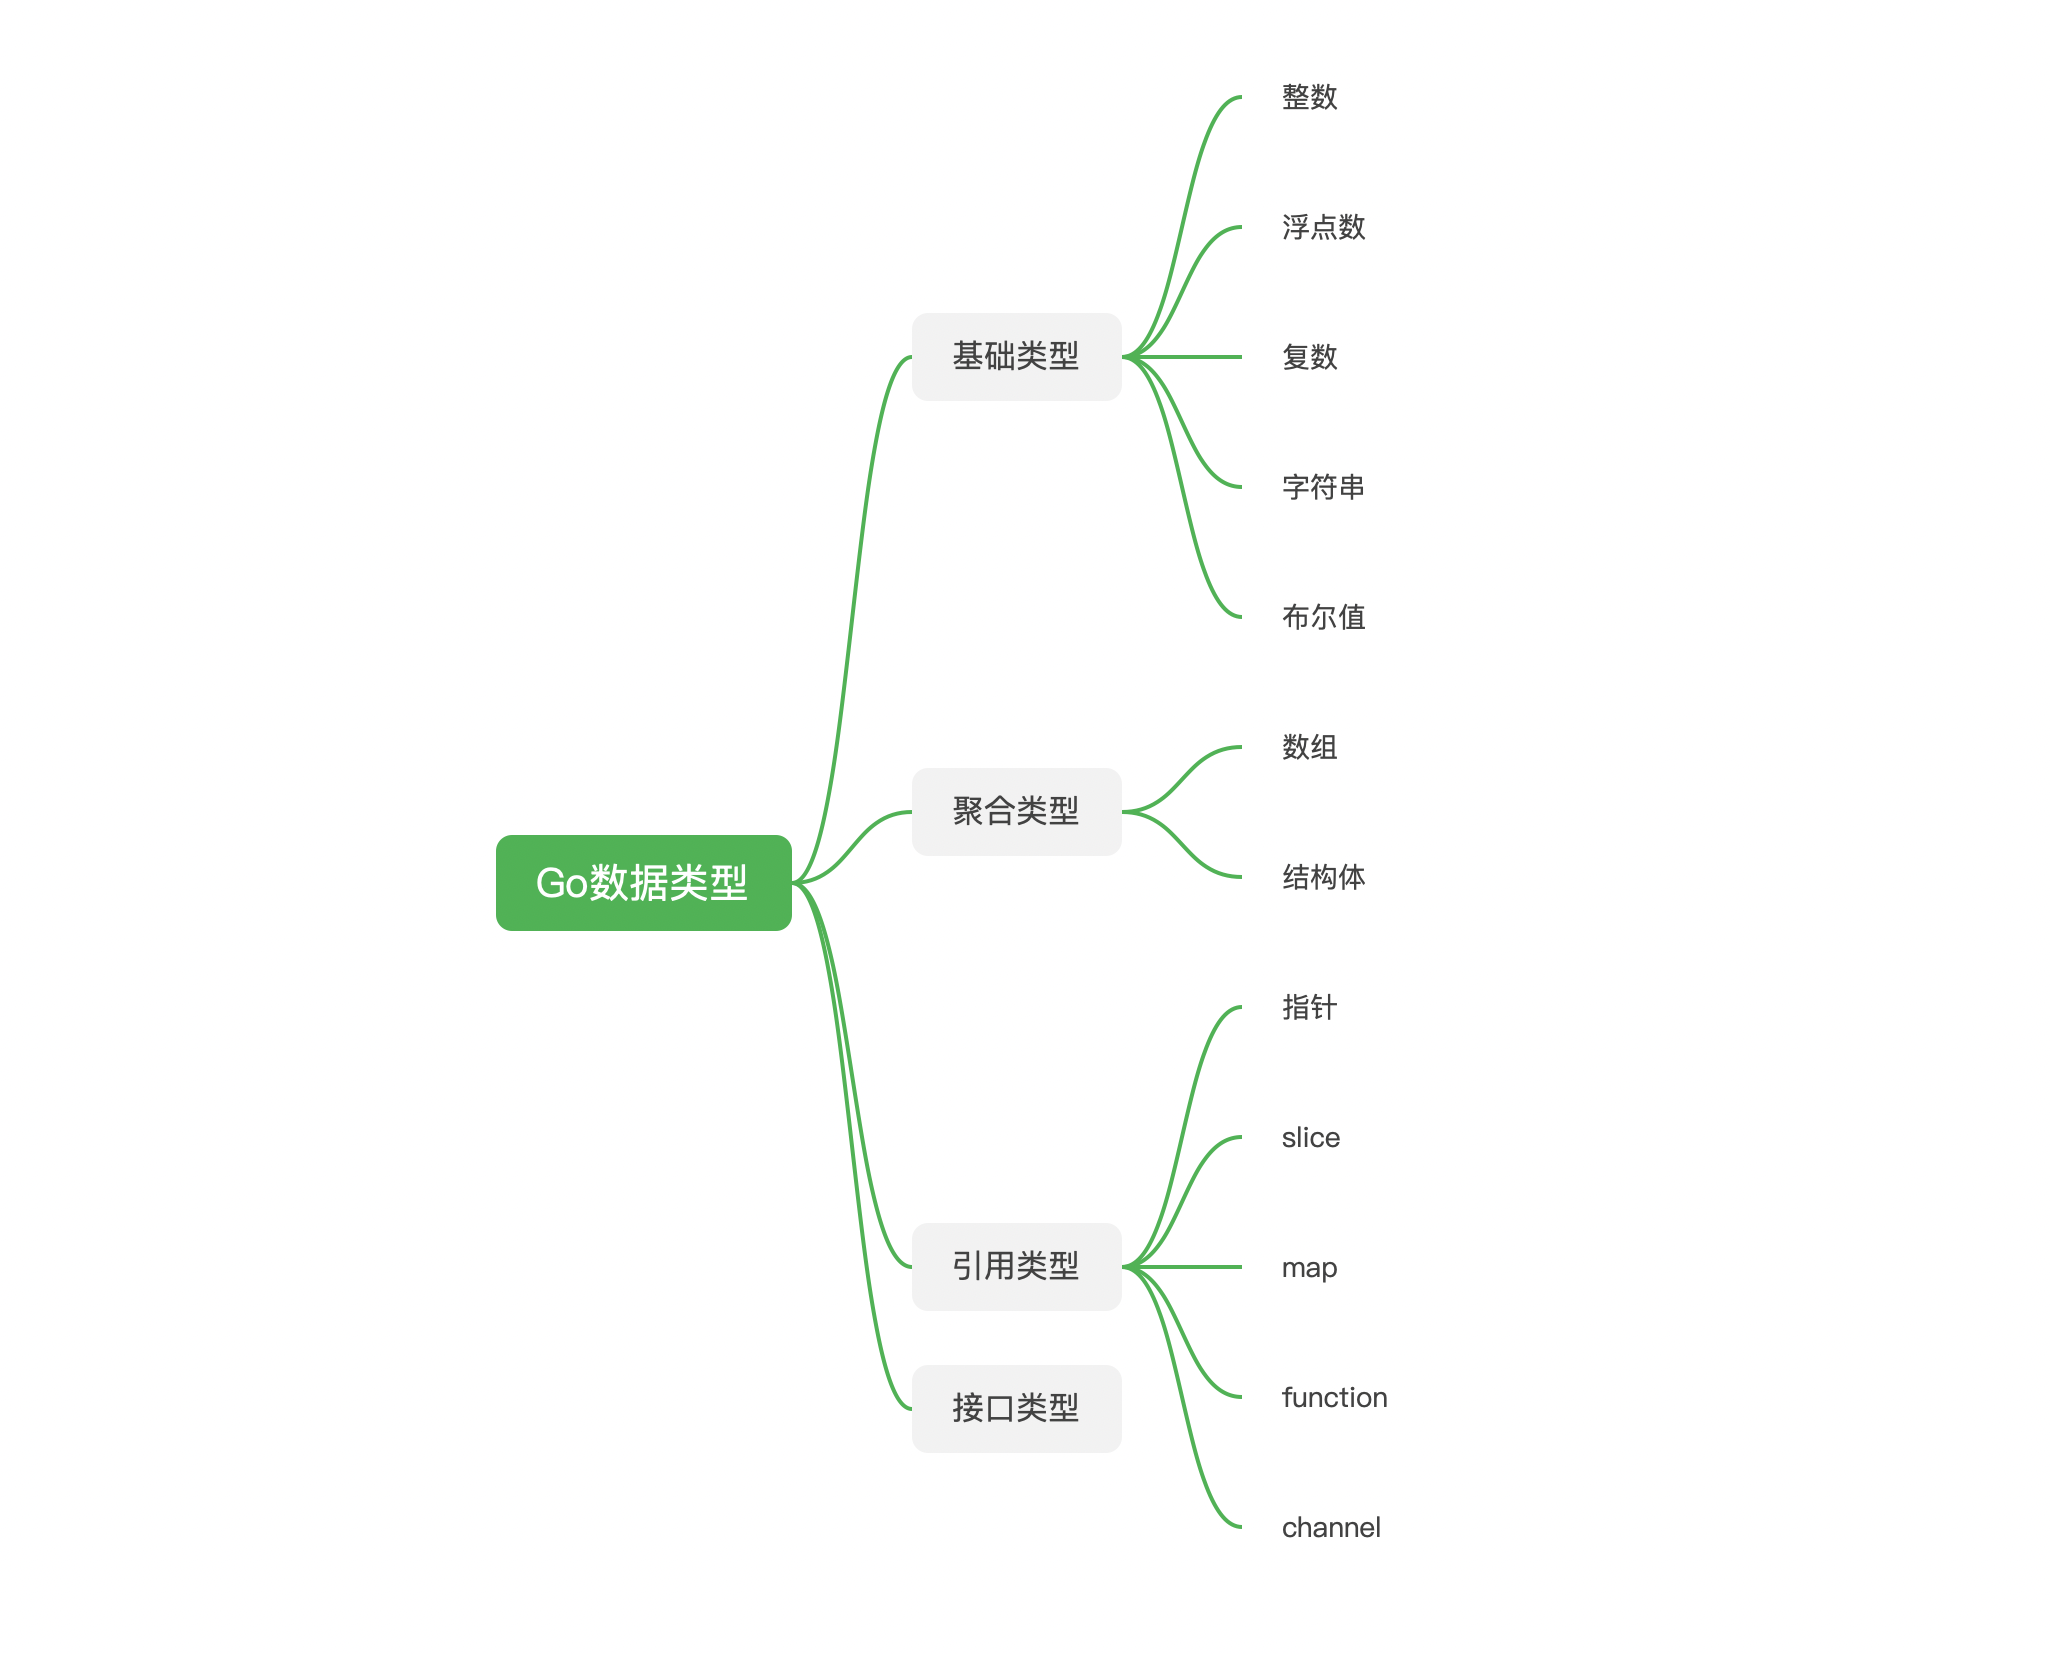 Go数据类型
基础类型
整数
浮点数
复数
字符串
布尔值
聚合类型
数组
结构体
引用类型
指针
slice
map
function
channel
接口类型